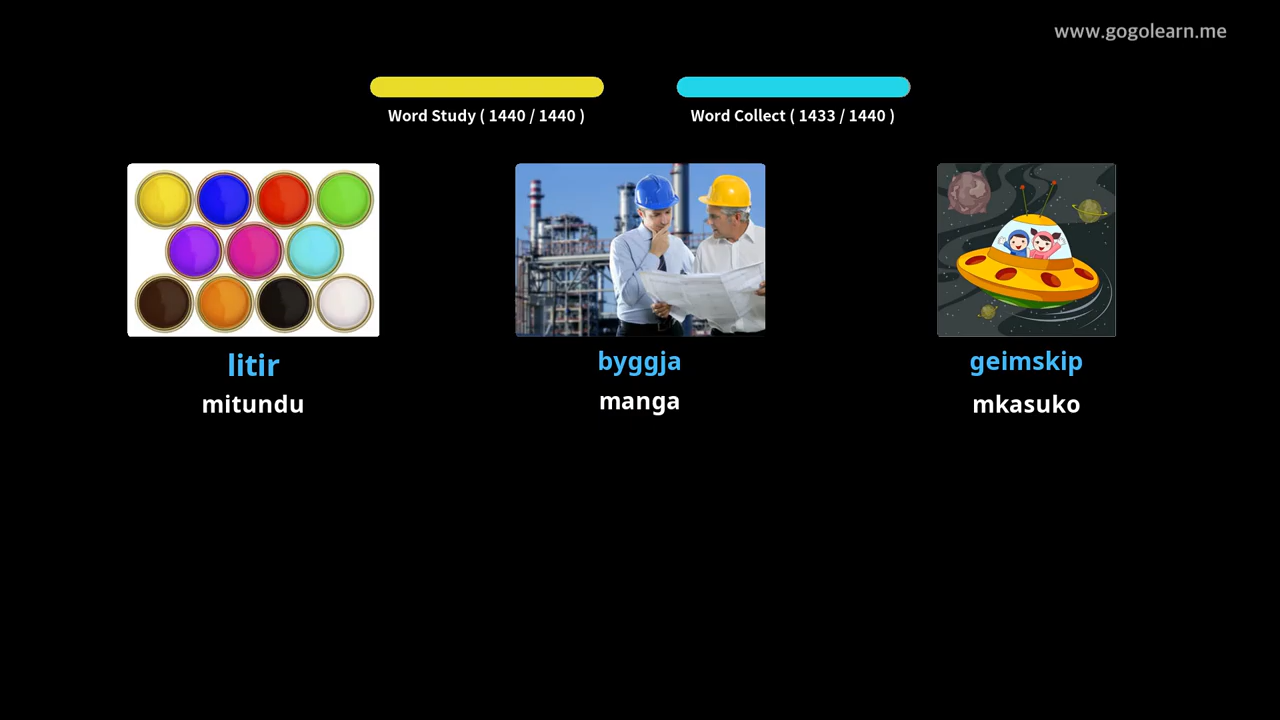 www.gogolearn.me
Word Study ( 1440 / 1440 )
Word Collect ( 1433 / 1440 )
litir
byggja
geimskip
mitundu
manga
mkasuko